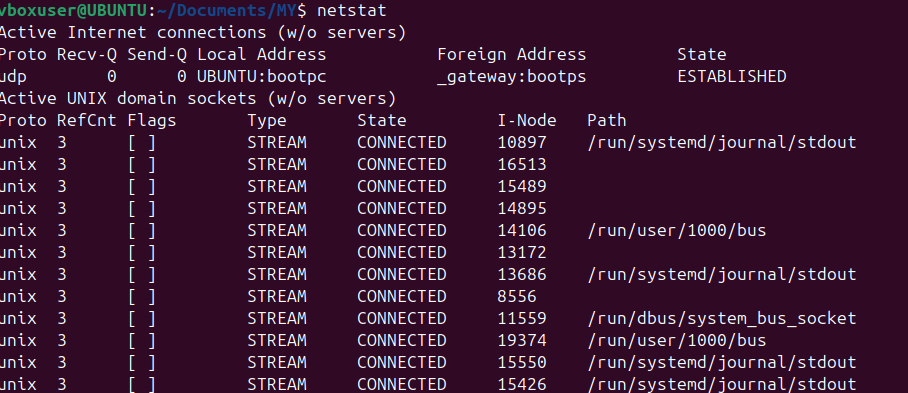 vboxuser@UBUNTU:~/Documents/MY$ netstat
Active Internet connections (w/o servers)
Proto Recv-Q Send-Q Local Address           Foreign Address         State
udp        0      0 UBUNTU:bootpc           _gateway:bootps         ESTABLISHED
Active UNIX domain sockets (w/o servers)
Proto RefCnt Flags       Type       State         I-Node   Path
unix  3      [ ]         STREAM     CONNECTED     10897    /run/systemd/journal/stdout
unix  3      [ ]         STREAM     CONNECTED     16513
unix  3      [ ]         STREAM     CONNECTED     15489
unix  3      [ ]         STREAM     CONNECTED     14895
unix  3      [ ]         STREAM     CONNECTED     14106    /run/user/1000/bus
unix  3      [ ]         STREAM     CONNECTED     13172
unix  3      [ ]         STREAM     CONNECTED     13686    /run/systemd/journal/stdout
unix  3      [ ]         STREAM     CONNECTED     8556
unix  3      [ ]         STREAM     CONNECTED     11559    /run/dbus/system_bus_socket
unix  3      [ ]         STREAM     CONNECTED     19374    /run/user/1000/bus
unix  3      [ ]         STREAM     CONNECTED     15550    /run/systemd/journal/stdout
unix  3      [ ]         STREAM     CONNECTED     15426    /run/systemd/journal/stdout